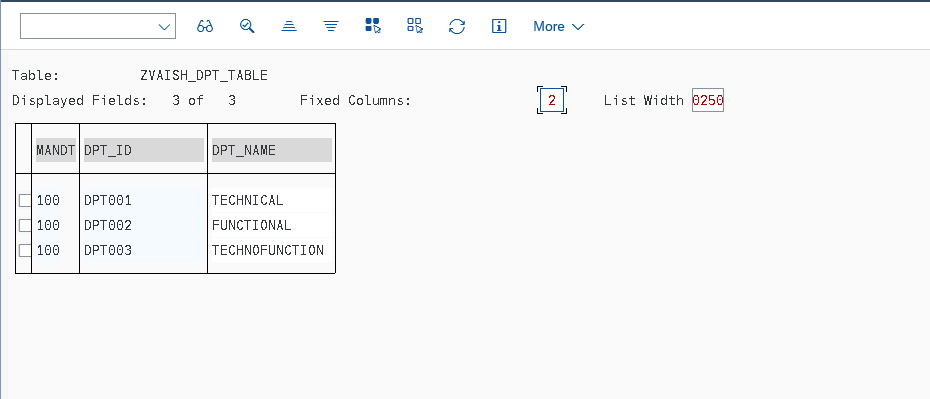 More
Table: ZVAISH_DPT_TABLE
Displayed Fields: 3 of 3 Fixed Columns: 2 List Width 0250
MANDT DPT_ID DPT_NAME
100 DPT001 TECHNICAL
100 DPT002 FUNCTIONAL
100 DPT003 TECHNOFUNCTION